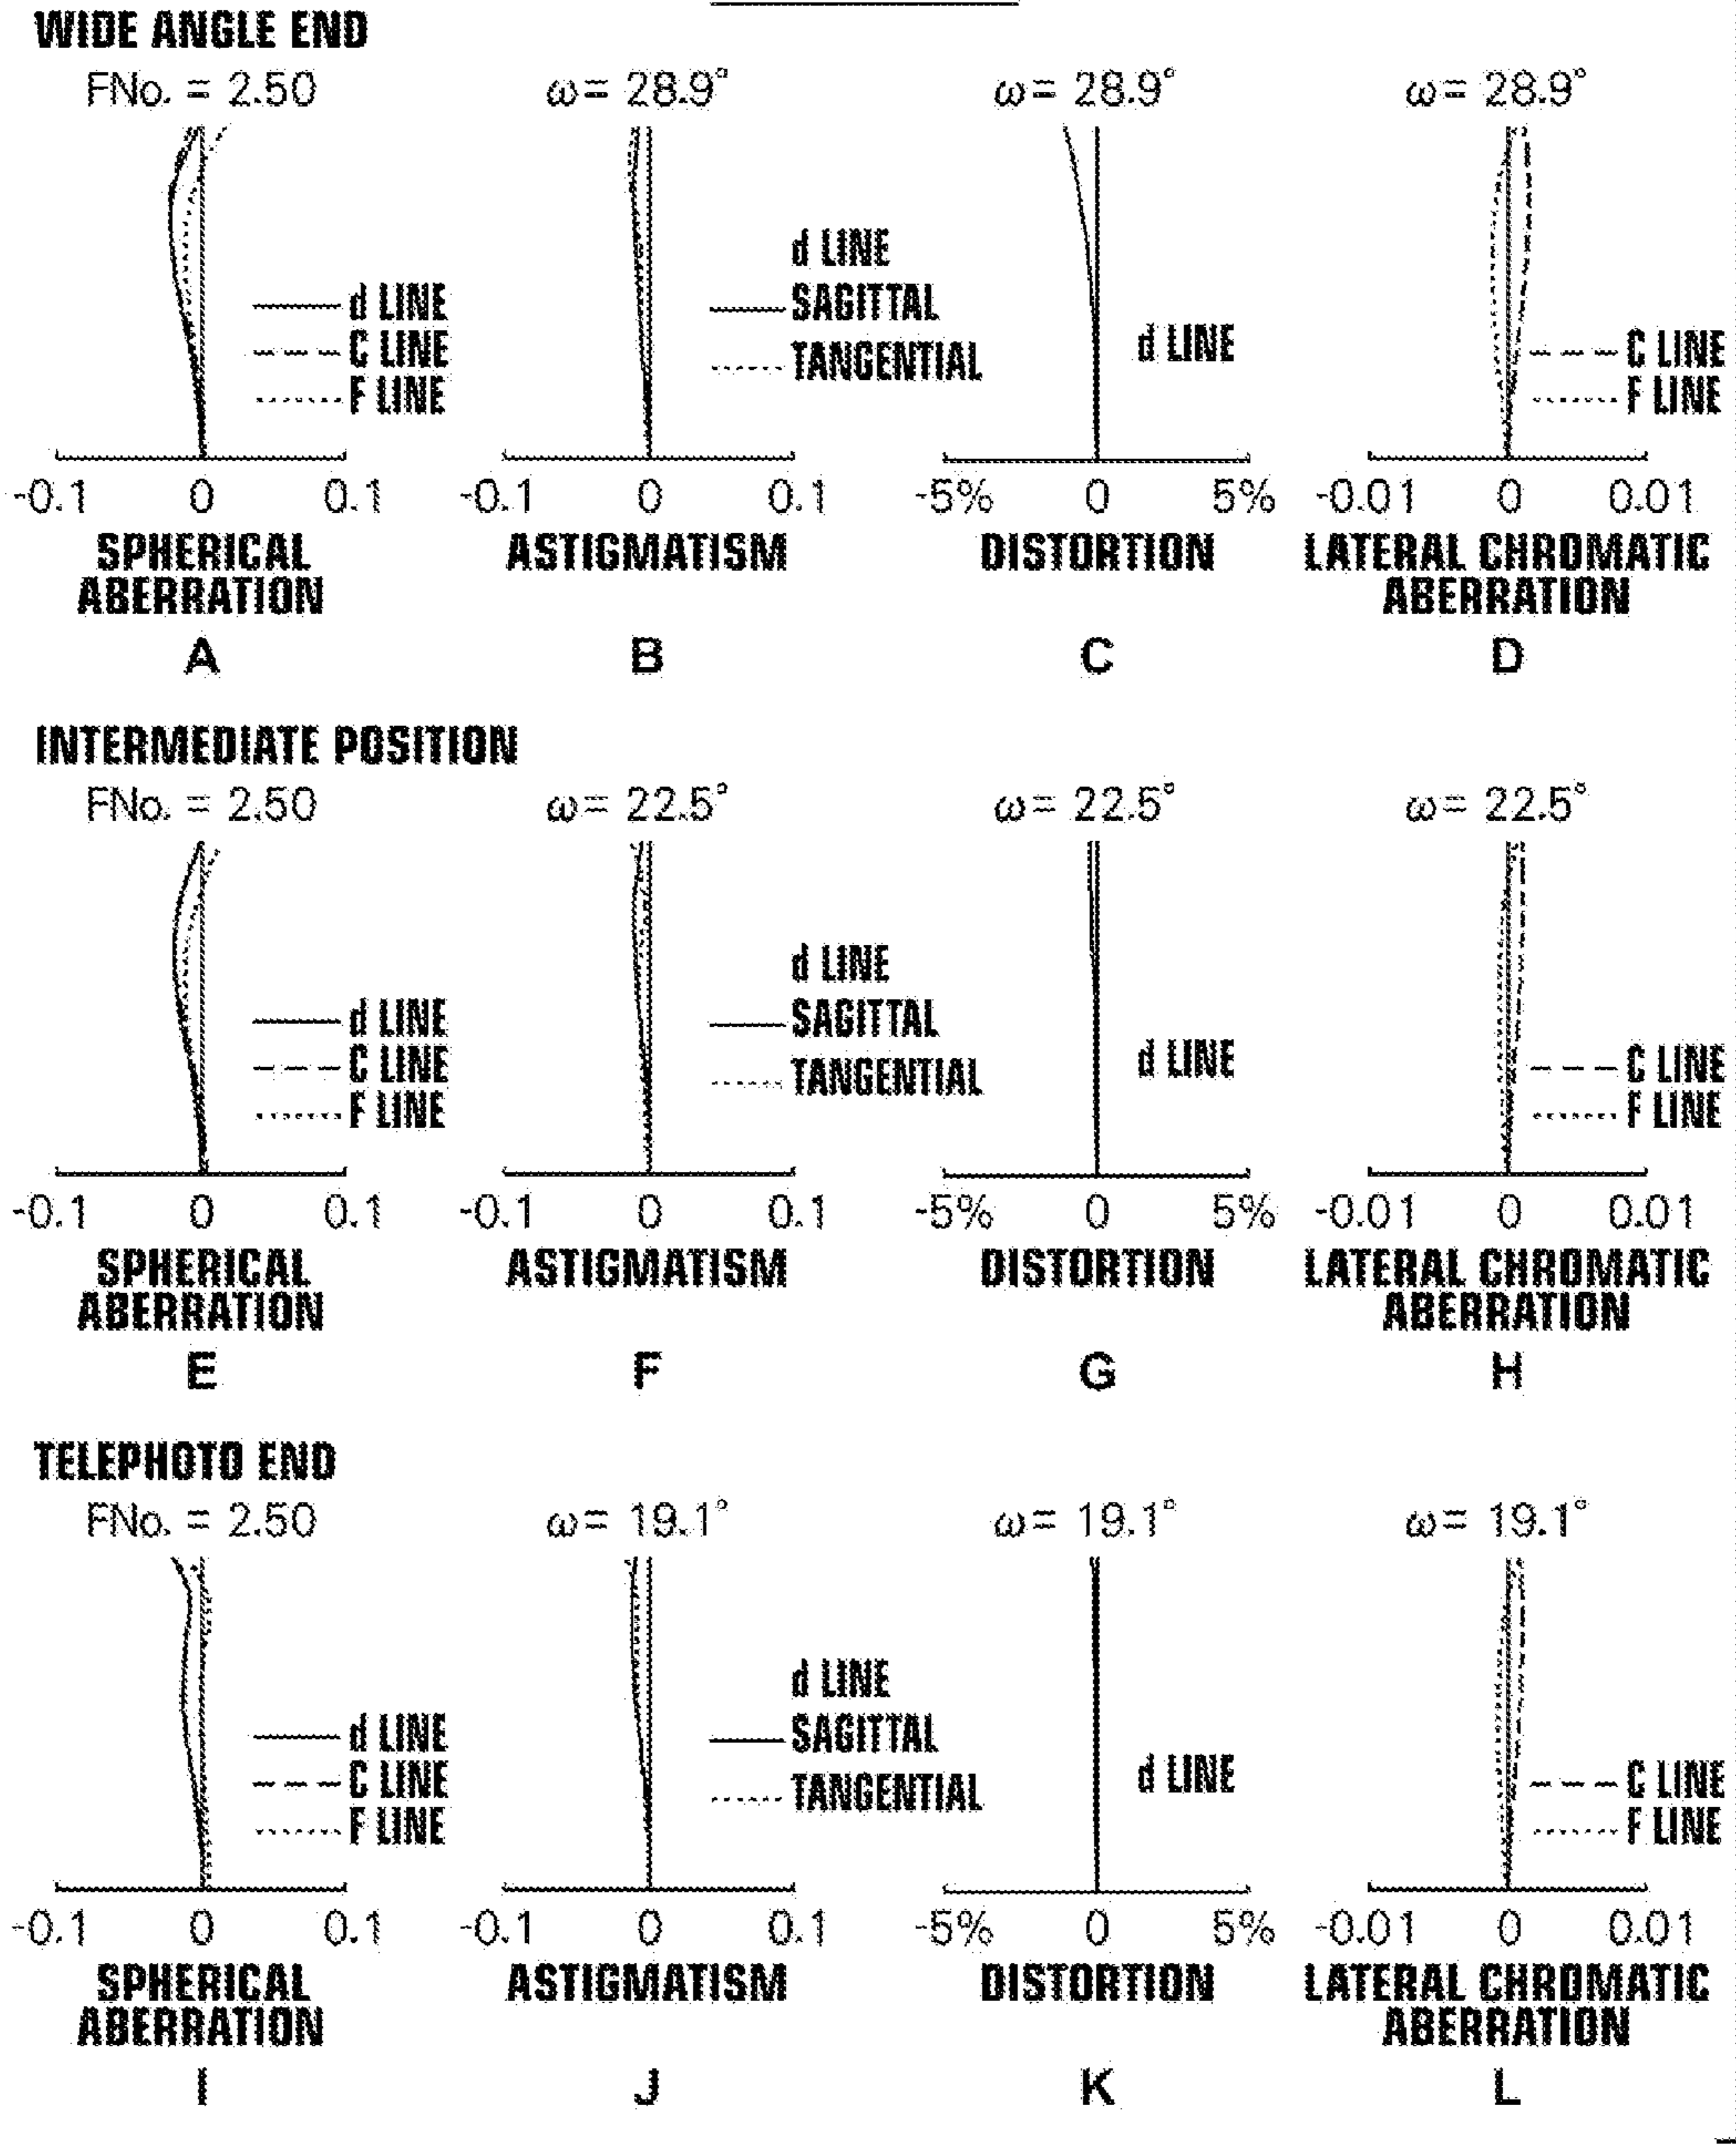 WIDE ANGLE END
FNo. = 2.50
ω= 28.9°
ω= 28.9°
ω= 28.9°
d LINE
C LINE
F LINE
d LINE
SAGITTAL
TANGENTIAL
d LINE
C LINE
F LINE
-0.1 0 0.1
-0.1 0 0.1
-5% 0 5%
-0.01 0 0.01
SPHERICAL
ABERRATION
ASTIGMATISM
DISTORTION
LATERAL CHROMATIC
ABERRATION
A
B
C
D
INTERMEDIATE POSITION
FNo. = 2.50
ω= 22.5°
ω= 22.5°
ω= 22.5°
d LINE
C LINE
F LINE
d LINE
SAGITTAL
TANGENTIAL
d LINE
C LINE
F LINE
-0.1 0 0.1
-0.1 0 0.1
-5% 0 5%
-0.01 0 0.01
SPHERICAL
ABERRATION
ASTIGMATISM
DISTORTION
LATERAL CHROMATIC
ABERRATION
E
F
G
H
TELEPHOTO END
FNo. = 2.50
ω= 19.1°
ω= 19.1°
ω= 19.1°
d LINE
C LINE
F LINE
d LINE
SAGITTAL
TANGENTIAL
d LINE
C LINE
F LINE
-0.1 0 0.1
-0.1 0 0.1
-5% 0 5%
-0.01 0 0.01
SPHERICAL
ABERRATION
ASTIGMATISM
DISTORTION
LATERAL CHROMATIC
ABERRATION
I
J
K
L